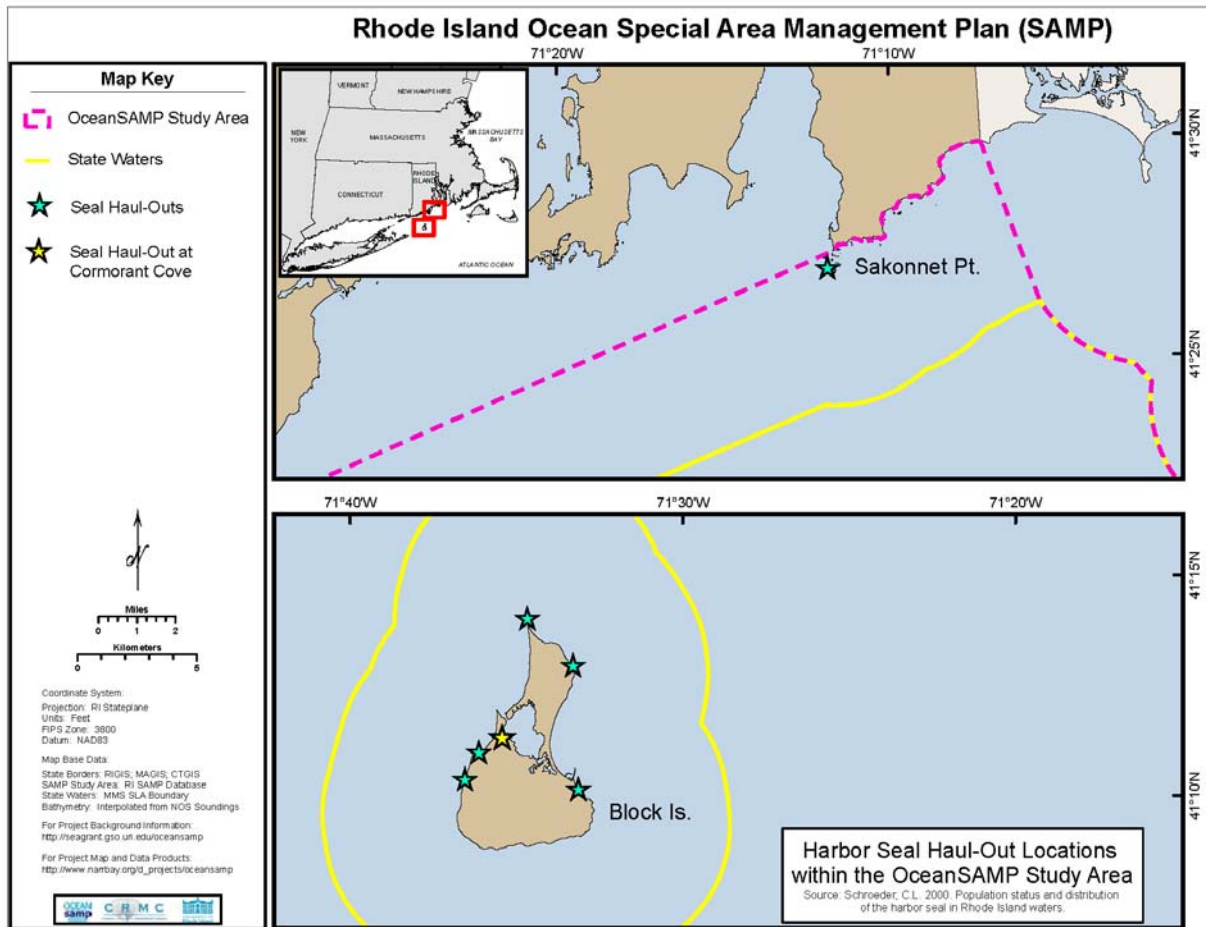 Rhode Island Ocean Special Area Management Plan (SAMP)
Map Key
OceanSAMP Study Area
State Waters
Seal Haul-Outs
Seal Haul-Out at
Cormorant Cove
Miles
0 1 2
Kilometers
0 5
Coordinate System:
Projection: RI Stateplane
Units: Feet
FIPS Zone: 3800
Datum: NAD83
Map Base Data:
State Borders: RIGIS; MAGIS; CTGIS
SAMP Study Area: RI SAMP Database
State Waters: MMS SLA Boundary
Bathymetry: Interpolated from NOS Soundings
For Project Background Information:
http://seagrant.gso.uri.edu/oceansamp
For Project Map and Data Products:
http://www.narrbay.org/d_projects/oceansamp
OCEAN
samp
C R M C
71°20'W
71°10'W
VERMONT
NEW HAMPSHIRE
NEW
YORK
MASSACHUSETTS
MASSACHUSETTS
BAY
CONNECTICUT
RHODE
ISLAND
ATLANTIC OCEAN
Sakonnet Pt.
41°30'N
41°25'N
71°40'W
71°30'W
71°20'W
41°15'N
41°10'N
Block Is.
Harbor Seal Haul-Out Locations
within the OceanSAMP Study Area
Source: Schroeder, C.L. 2000. Population status and distribution
of the harbor seal in Rhode Island waters.